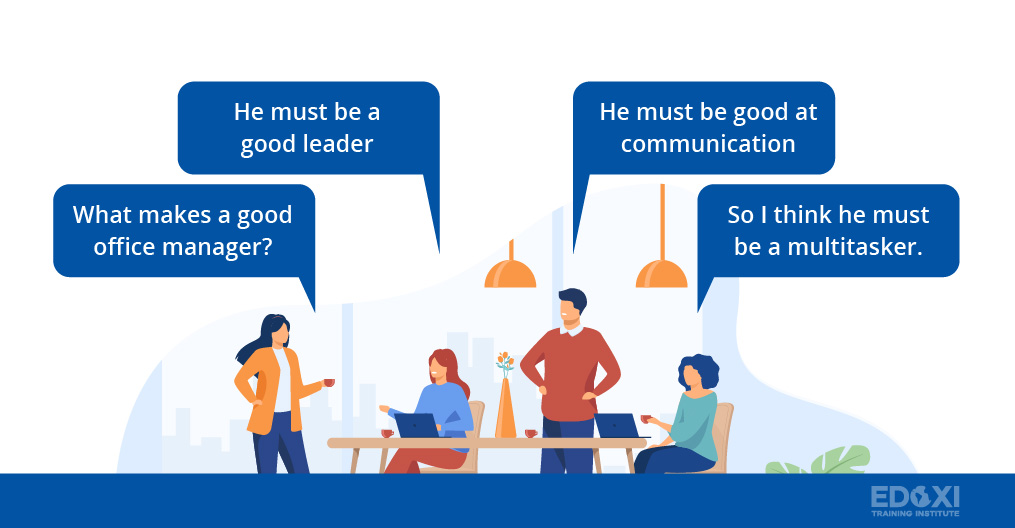 He must be a
good leader
He must be good at
communication
What makes a good
office manager?
So I think he must
be a multitasker.
EDOXI
TRAINING INSTITUTE